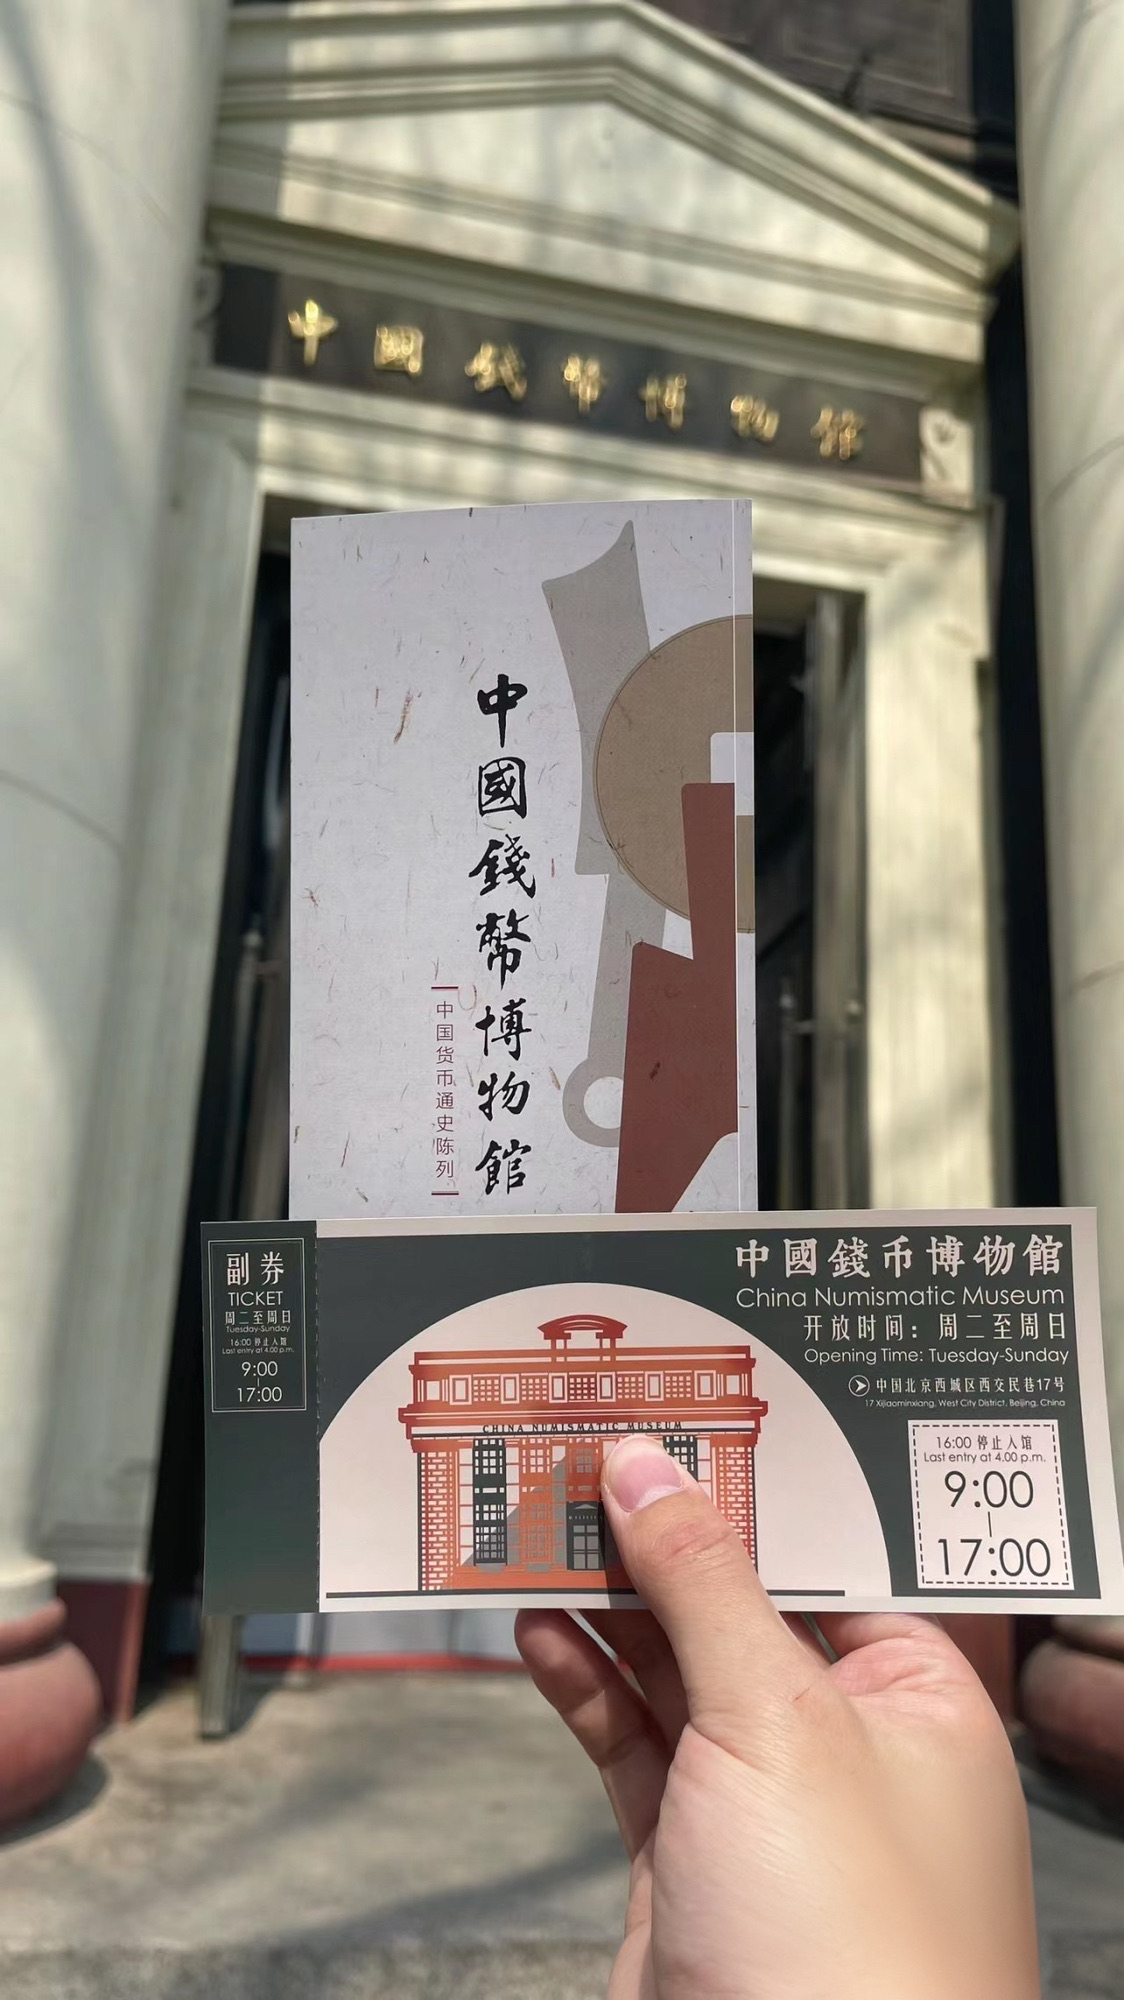 中國錢幣博物館
中國錢幣博物館
中国货币通史陈列
副券
TICKET
周二至周日
Tuesday-Sunday
16:00 停止入馆
Last entry at 4.00 p.m.
9:00
17:00
中國錢币博物館
China Numismatic Museum
开放时间：周二至周日
Opening Time: Tuesday-Sunday
中国北京西城区西交民巷17号
17 Xijiaominxiang, West City District, Beijing, China
16:00 停止入馆
Last entry at 4.00 p.m.
9:00
17:00
CHINA NUMISMATIC MUSEUM